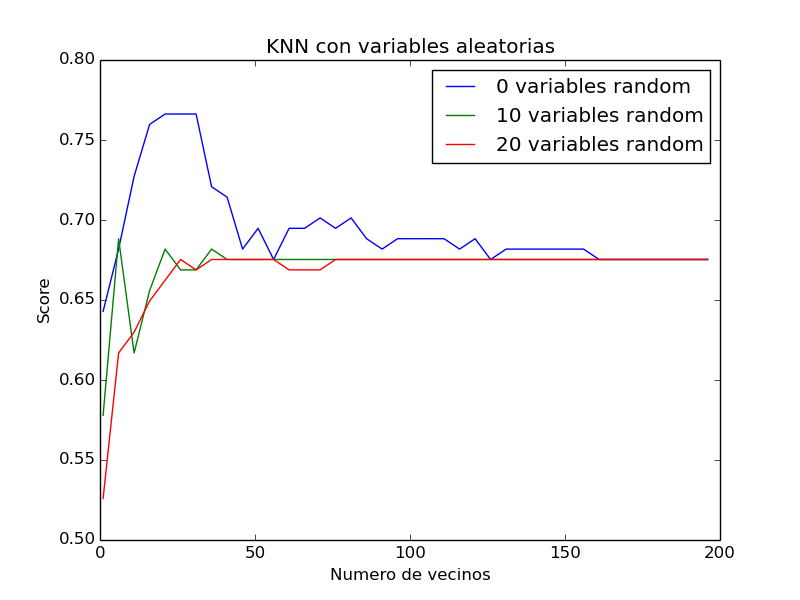 KNN con variables aleatorias
0 variables random
10 variables random
20 variables random
0.80
0.75
0.70
0.65
0.60
0.55
0.50
Score
0 50 100 150 200
Numero de vecinos